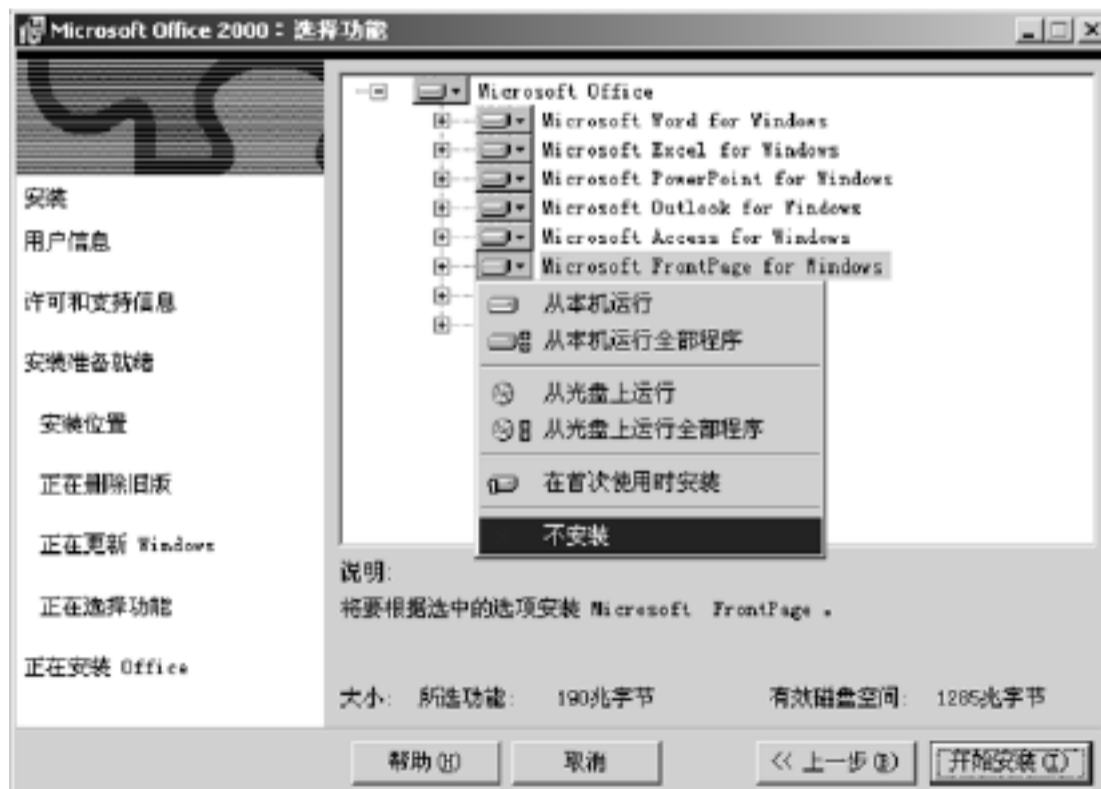 Microsoft Office 2000：选择功能
Microsoft Office
Microsoft Word for Windows
Microsoft Excel for Windows
Microsoft PowerPoint for Windows
Microsoft Outlook for Windows
Microsoft Access for Windows
Microsoft FrontPage for Windows
从本机运行
从本机运行全部程序
从光盘上运行
从光盘上运行全部程序
在首次使用时安装
不安装
安装
用户信息
许可和支持信息
安装准备就绪
安装位置
正在删除旧版
正在更新 Windows
正在选择功能
正在安装 Office
说明:
将要根据选中的选项安装 Microsoft FrontPage 。
大小: 所选功能: 190兆字节 有效磁盘空间: 1285兆字节
帮助(H) 取消 << 上一步(B) 开始安装(I)